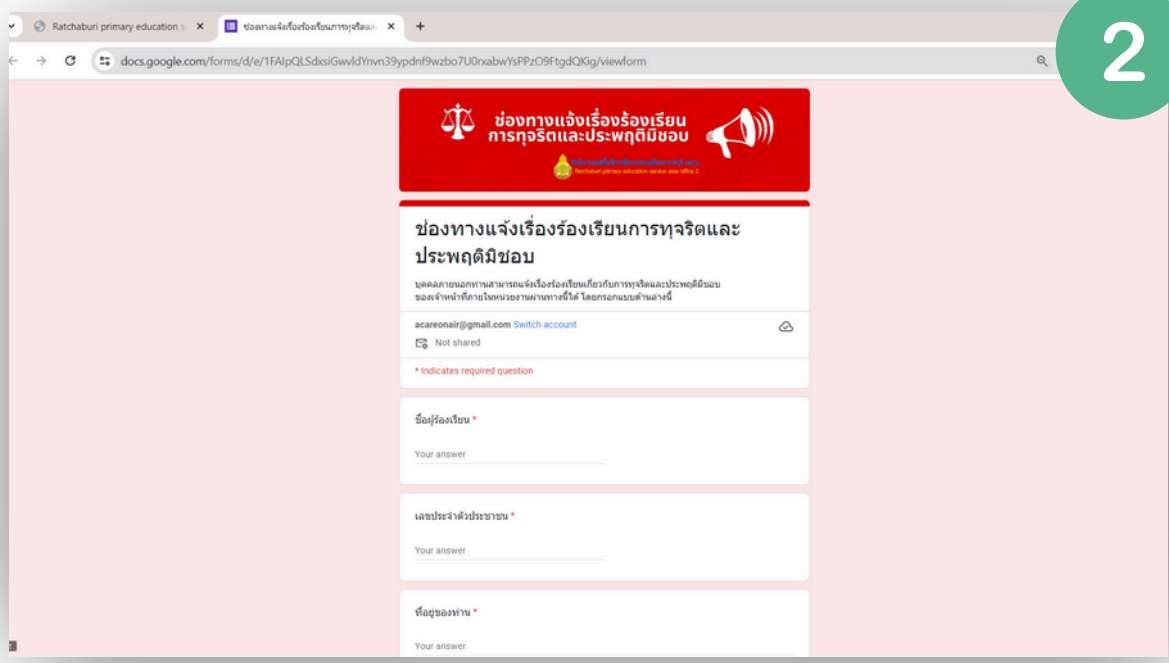 2
Ratchaburi primary education s
ช่องทางแจ้งเรื่องร้องเรียนการทุจริตและ
docs.google.com/forms/d/e/1FAIpQLSdxsiGwvldYnvn39ypdnf9wzbo7U0rxabwYsPPzO9FtgdQKig/viewform
ช่องทางแจ้งเรื่องร้องเรียน
การทุจริตและประพฤติมิชอบ
Ratchaburi primary education service area office 2
ช่องทางแจ้งเรื่องร้องเรียนการทุจริตและ
ประพฤติมิชอบ
บุคคลภายนอกท่านสามารถแจ้งเรื่องร้องเรียนเกี่ยวกับการทุจริตและประพฤติมิชอบ
ของเจ้าหน้าที่ภายในหน่วยงานผ่านทางนี้ได้ โดยกรอกแบบด้านล่างนี้
acareonair@gmail.com Switch account
Not shared
* Indicates required question
ชื่อผู้ร้องเรียน *
Your answer
เลขประจำตัวประชาชน *
Your answer
ที่อยู่ของท่าน *
Your answer